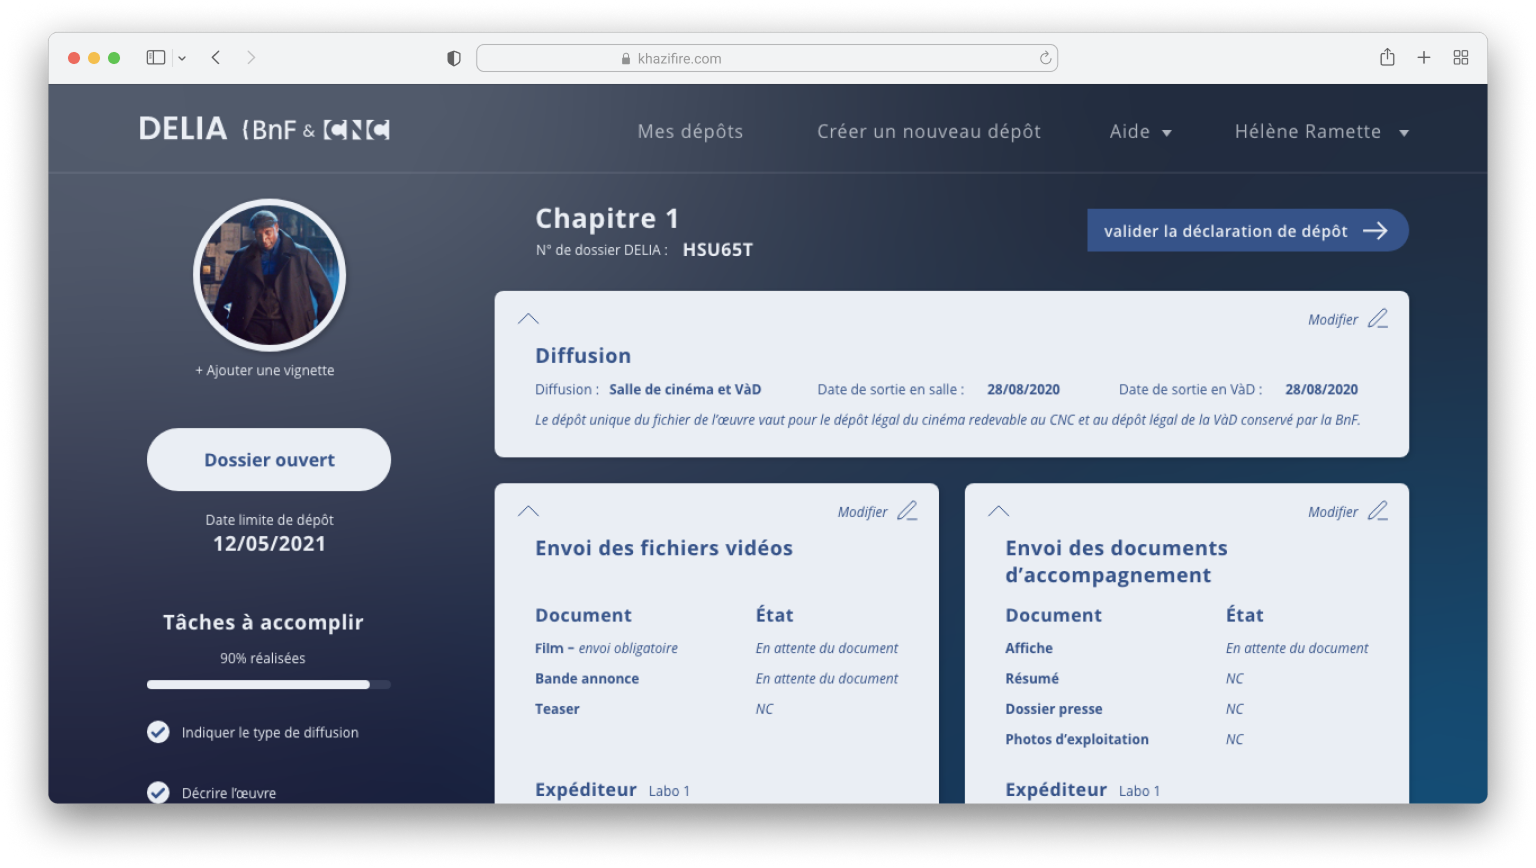 khazifire.com
DELIA {BnF & CNC
Mes dépôts
Créer un nouveau dépôt
Aide
Hélène Ramette
+ Ajouter une vignette
Dossier ouvert
Date limite de dépôt
12/05/2021
Tâches à accomplir
90% réalisées
Indiquer le type de diffusion
Décrire l’œuvre
Chapitre 1
N° de dossier DELIA : HSU65T
valider la déclaration de dépôt
Modifier
Diffusion
Diffusion : Salle de cinéma et VàD Date de sortie en salle : 28/08/2020 Date de sortie en VàD : 28/08/2020
Le dépôt unique du fichier de l’œuvre vaut pour le dépôt légal du cinéma redevable au CNC et au dépôt légal de la VàD conservé par la BnF.
Modifier
Envoi des fichiers vidéos
Document État
Film – envoi obligatoire En attente du document
Bande annonce En attente du document
Teaser NC
Expéditeur Labo 1
Modifier
Envoi des documents
d’accompagnement
Document État
Affiche En attente du document
Résumé NC
Dossier presse NC
Photos d’exploitation NC
Expéditeur Labo 1